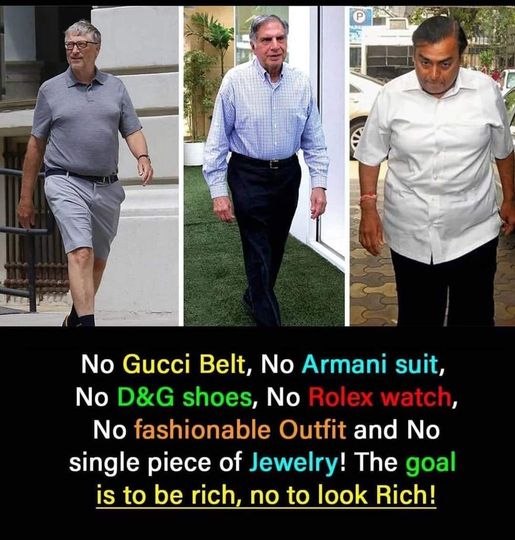 P
No Gucci Belt, No Armani suit,
No D&G shoes, No Rolex watch,
No fashionable Outfit and No
single piece of Jewelry! The goal
is to be rich, no to look Rich!